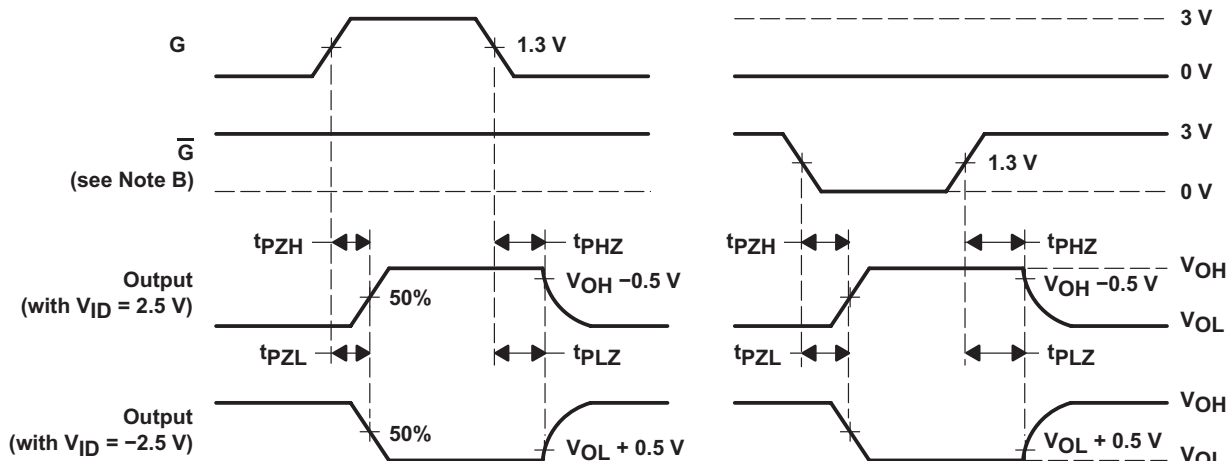 G
1.3 V
3 V
0 V
G̅
(see Note B)
1.3 V
3 V
0 V
tPZH
tPHZ
tPZH
tPHZ
Output
(with VID = 2.5 V)
50%
VOH −0.5 V
VOH −0.5 V
VOH
VOL
tPZL
tPLZ
tPZL
tPLZ
Output
(with VID = −2.5 V)
50%
VOL + 0.5 V
VOL + 0.5 V
VOH
VOL